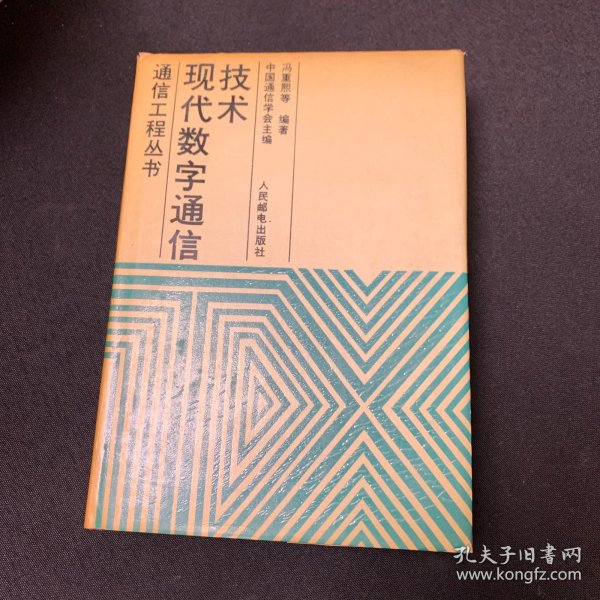 通信工程丛书
现代数字通信
技术
中国通信学会主编
冯重熙等 编著
人民邮电出版社
孔夫子旧书网
www.kongfz.com